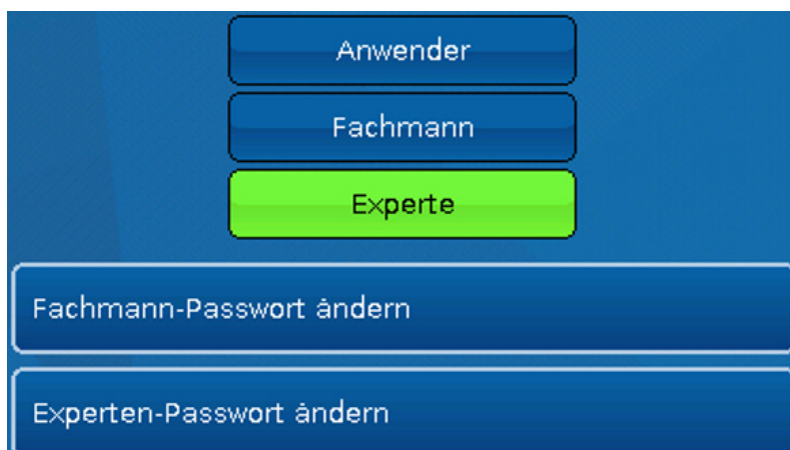 Anwender
Fachmann
Experte
Fachmann-Passwort ändern
Experten-Passwort ändern